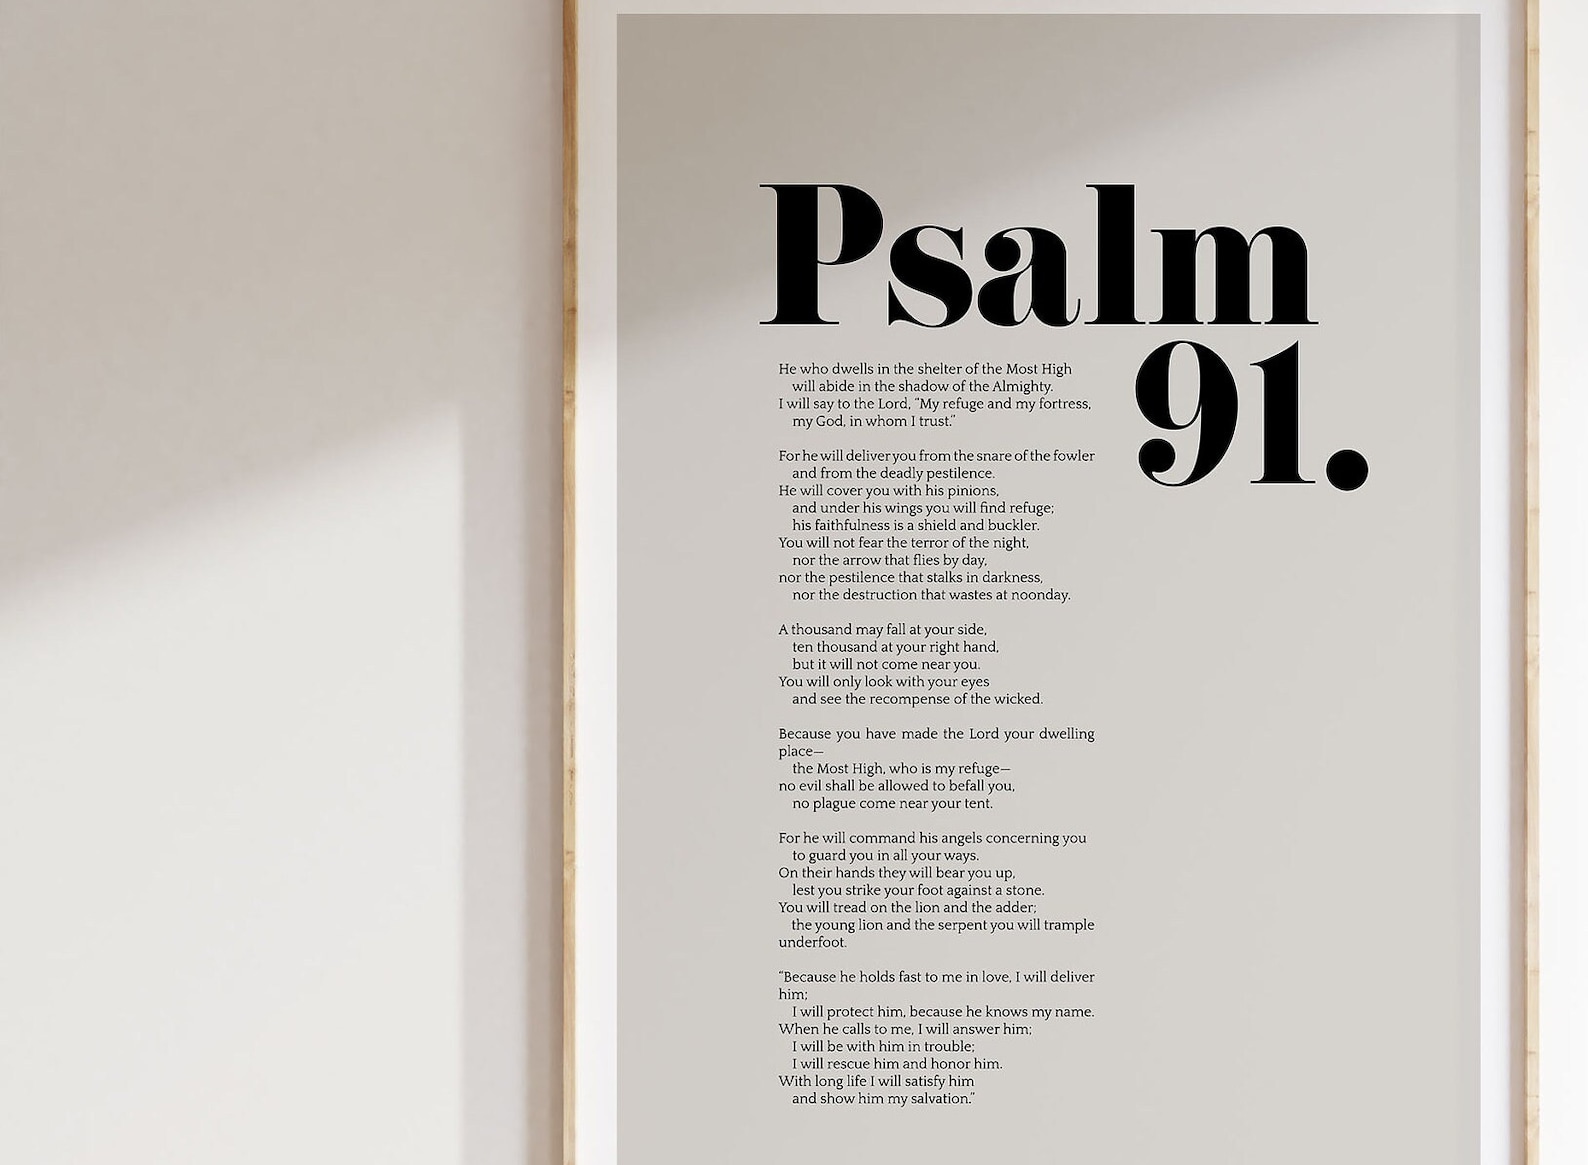 Psalm
91.
He who dwells in the shelter of the Most High
will abide in the shadow of the Almighty.
I will say to the Lord, “My refuge and my fortress,
my God, in whom I trust.”
For he will deliver you from the snare of the fowler
and from the deadly pestilence.
He will cover you with his pinions,
and under his wings you will find refuge;
his faithfulness is a shield and buckler.
You will not fear the terror of the night,
nor the arrow that flies by day,
nor the pestilence that stalks in darkness,
nor the destruction that wastes at noonday.
A thousand may fall at your side,
ten thousand at your right hand,
but it will not come near you.
You will only look with your eyes
and see the recompense of the wicked.
Because you have made the Lord your dwelling
place—
the Most High, who is my refuge—
no evil shall be allowed to befall you,
no plague come near your tent.
For he will command his angels concerning you
to guard you in all your ways.
On their hands they will bear you up,
lest you strike your foot against a stone.
You will tread on the lion and the adder;
the young lion and the serpent you will trample
underfoot.
“Because he holds fast to me in love, I will deliver
him;
I will protect him, because he knows my name.
When he calls to me, I will answer him;
I will be with him in trouble;
I will rescue him and honor him.
With long life I will satisfy him
and show him my salvation.”